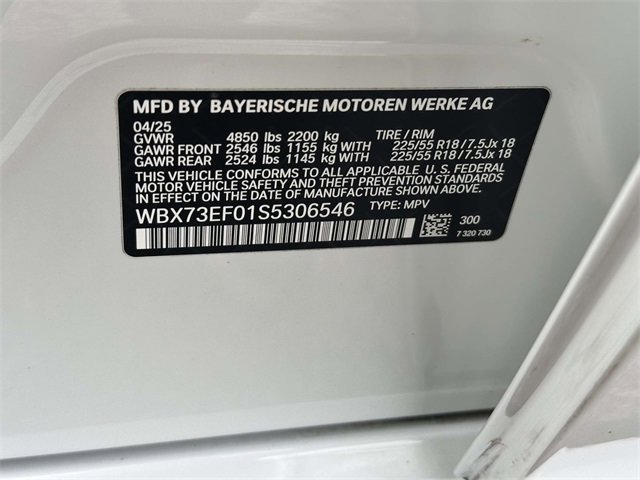 MFD BY BAYERISCHE MOTOREN WERKE AG
04/25
GVWR 4850 lbs 2200 kg TIRE / RIM
GAWR FRONT 2546 lbs 1155 kg WITH 225/55 R18 / 7.5Jx 18
GAWR REAR 2524 lbs 1145 kg WITH 225/55 R18 / 7.5Jx 18
THIS VEHICLE CONFORMS TO ALL APPLICABLE U. S. FEDERAL
MOTOR VEHICLE SAFETY, BUMPER, AND THEFT PREVENTION STANDARDS
IN EFFECT ON THE DATE OF MANUFACTURE SHOWN ABOVE.
WBX73EF01S5306546 TYPE: MPV
300
7 320 730